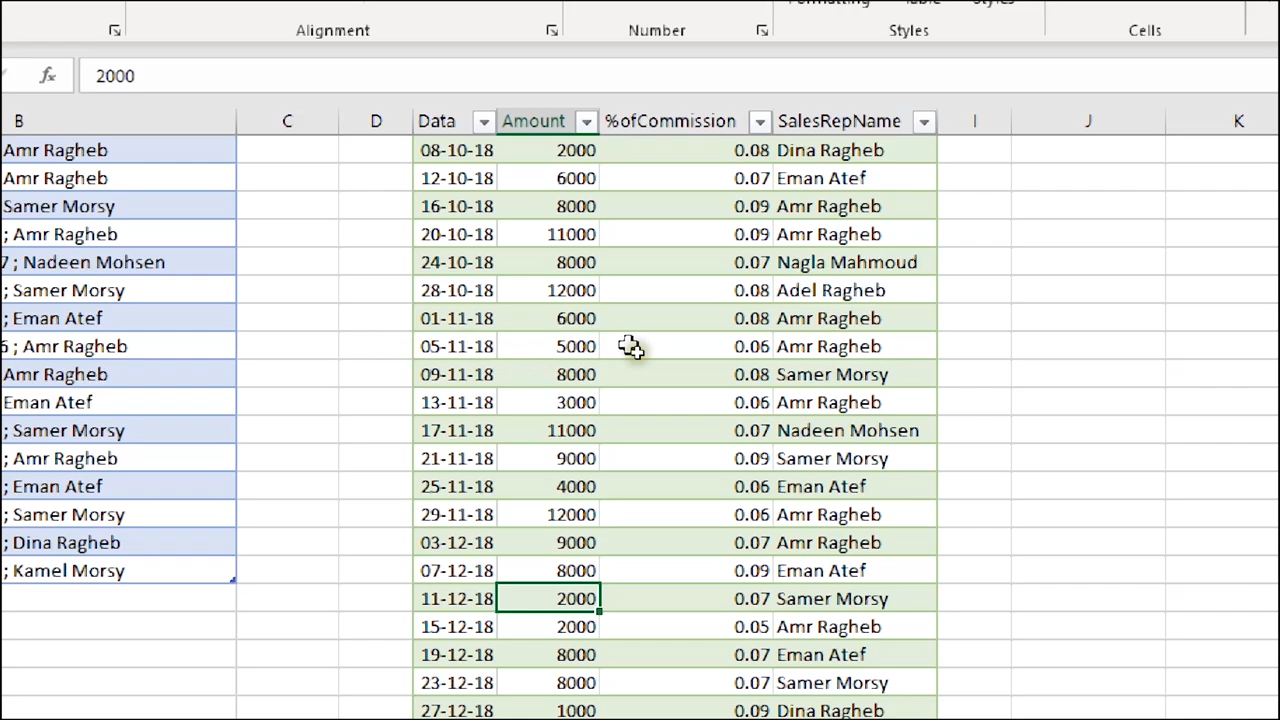 Alignment Number Styles Cells
fx 2000
B C D Data Amount %ofCommission SalesRepName I J K
Amr Ragheb 08-10-18 2000 0.08 Dina Ragheb
Amr Ragheb 12-10-18 6000 0.07 Eman Atef
Samer Morsy 16-10-18 8000 0.09 Amr Ragheb
; Amr Ragheb 20-10-18 11000 0.09 Amr Ragheb
7 ; Nadeen Mohsen 24-10-18 8000 0.07 Nagla Mahmoud
; Samer Morsy 28-10-18 12000 0.08 Adel Ragheb
; Eman Atef 01-11-18 6000 0.08 Amr Ragheb
6 ; Amr Ragheb 05-11-18 5000 0.06 Amr Ragheb
Amr Ragheb 09-11-18 8000 0.08 Samer Morsy
Eman Atef 13-11-18 3000 0.06 Amr Ragheb
; Samer Morsy 17-11-18 11000 0.07 Nadeen Mohsen
; Amr Ragheb 21-11-18 9000 0.09 Samer Morsy
; Eman Atef 25-11-18 4000 0.06 Eman Atef
; Samer Morsy 29-11-18 12000 0.06 Amr Ragheb
; Dina Ragheb 03-12-18 9000 0.07 Amr Ragheb
; Kamel Morsy 07-12-18 8000 0.09 Eman Atef
11-12-18 2000 0.07 Samer Morsy
15-12-18 2000 0.05 Amr Ragheb
19-12-18 8000 0.07 Eman Atef
23-12-18 8000 0.07 Samer Morsy
27-12-18 1000 0.09 Dina Ragheb